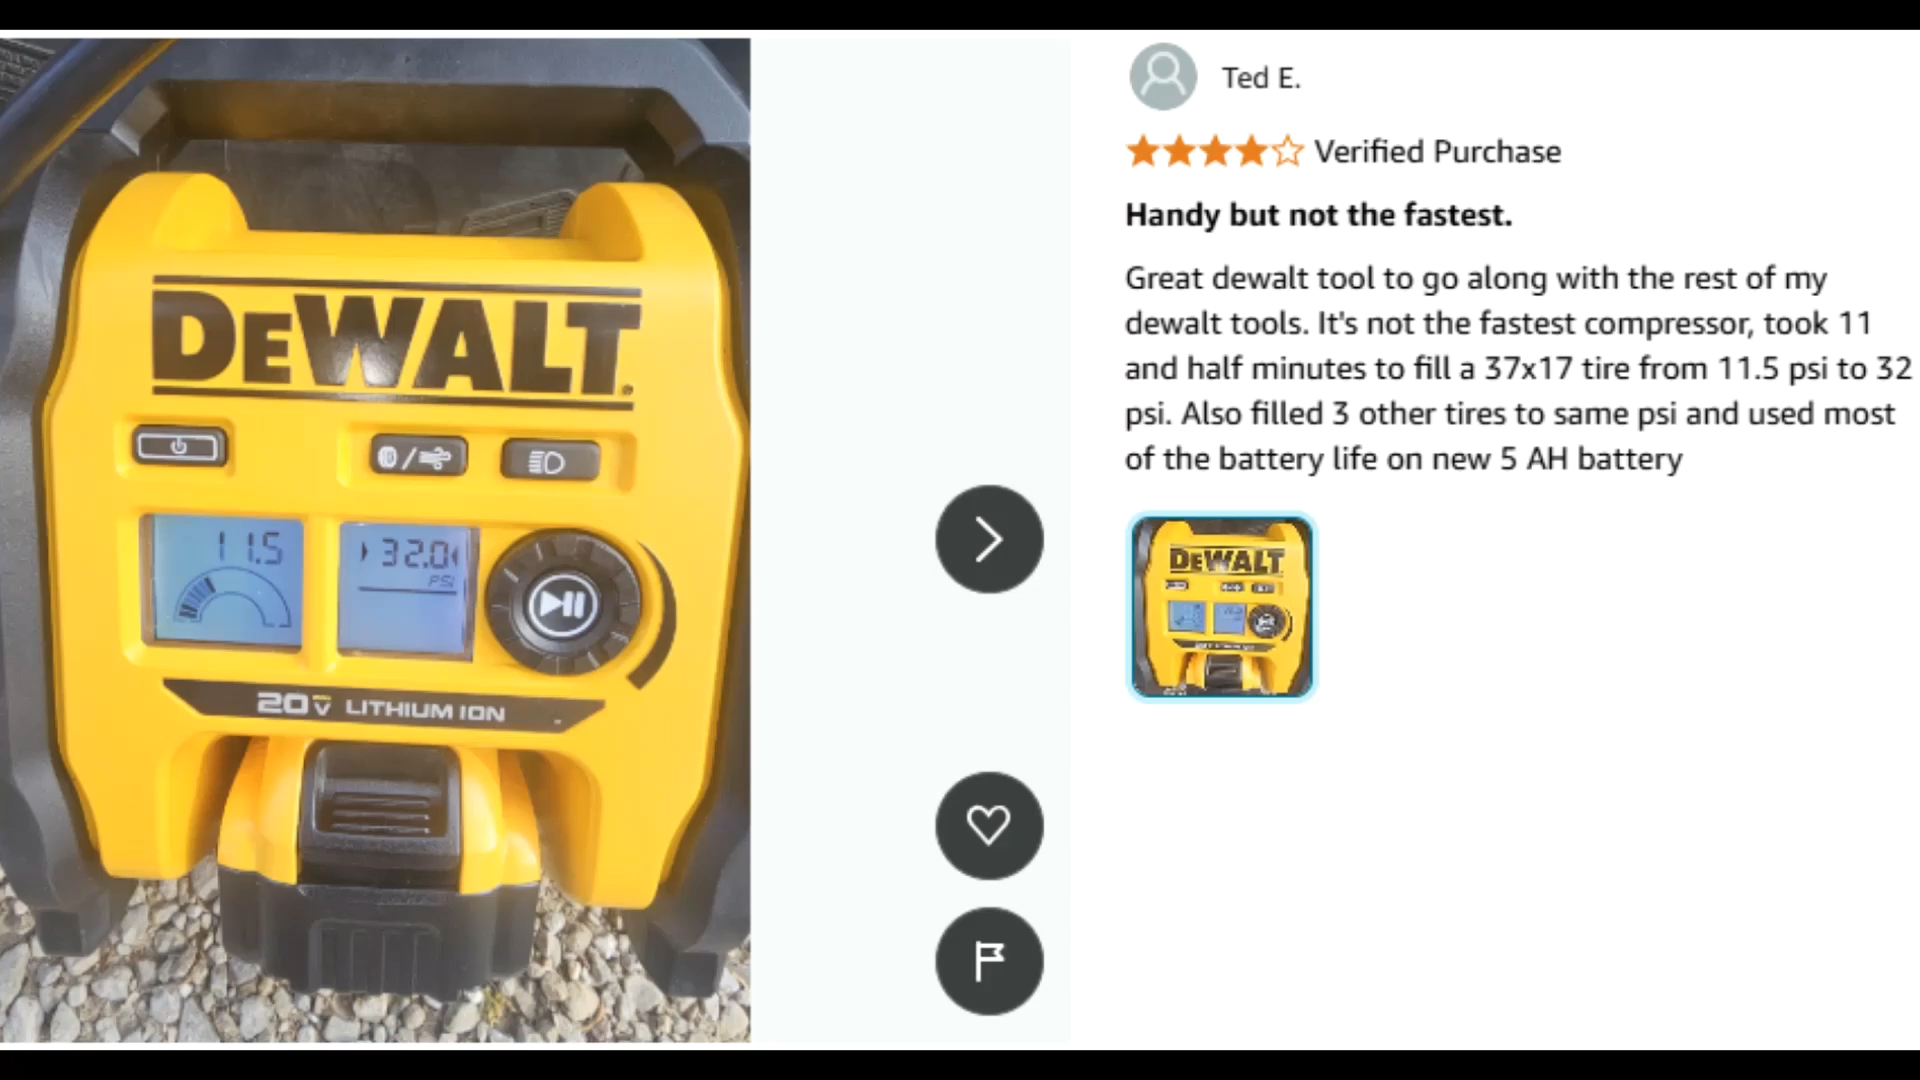 DEWALT
11.5
32.0
PSI
20V LITHIUM ION
Ted E.
Verified Purchase
Handy but not the fastest.
Great dewalt tool to go along with the rest of my
dewalt tools. It's not the fastest compressor, took 11
and half minutes to fill a 37x17 tire from 11.5 psi to 32
psi. Also filled 3 other tires to same psi and used most
of the battery life on new 5 AH battery
DEWALT